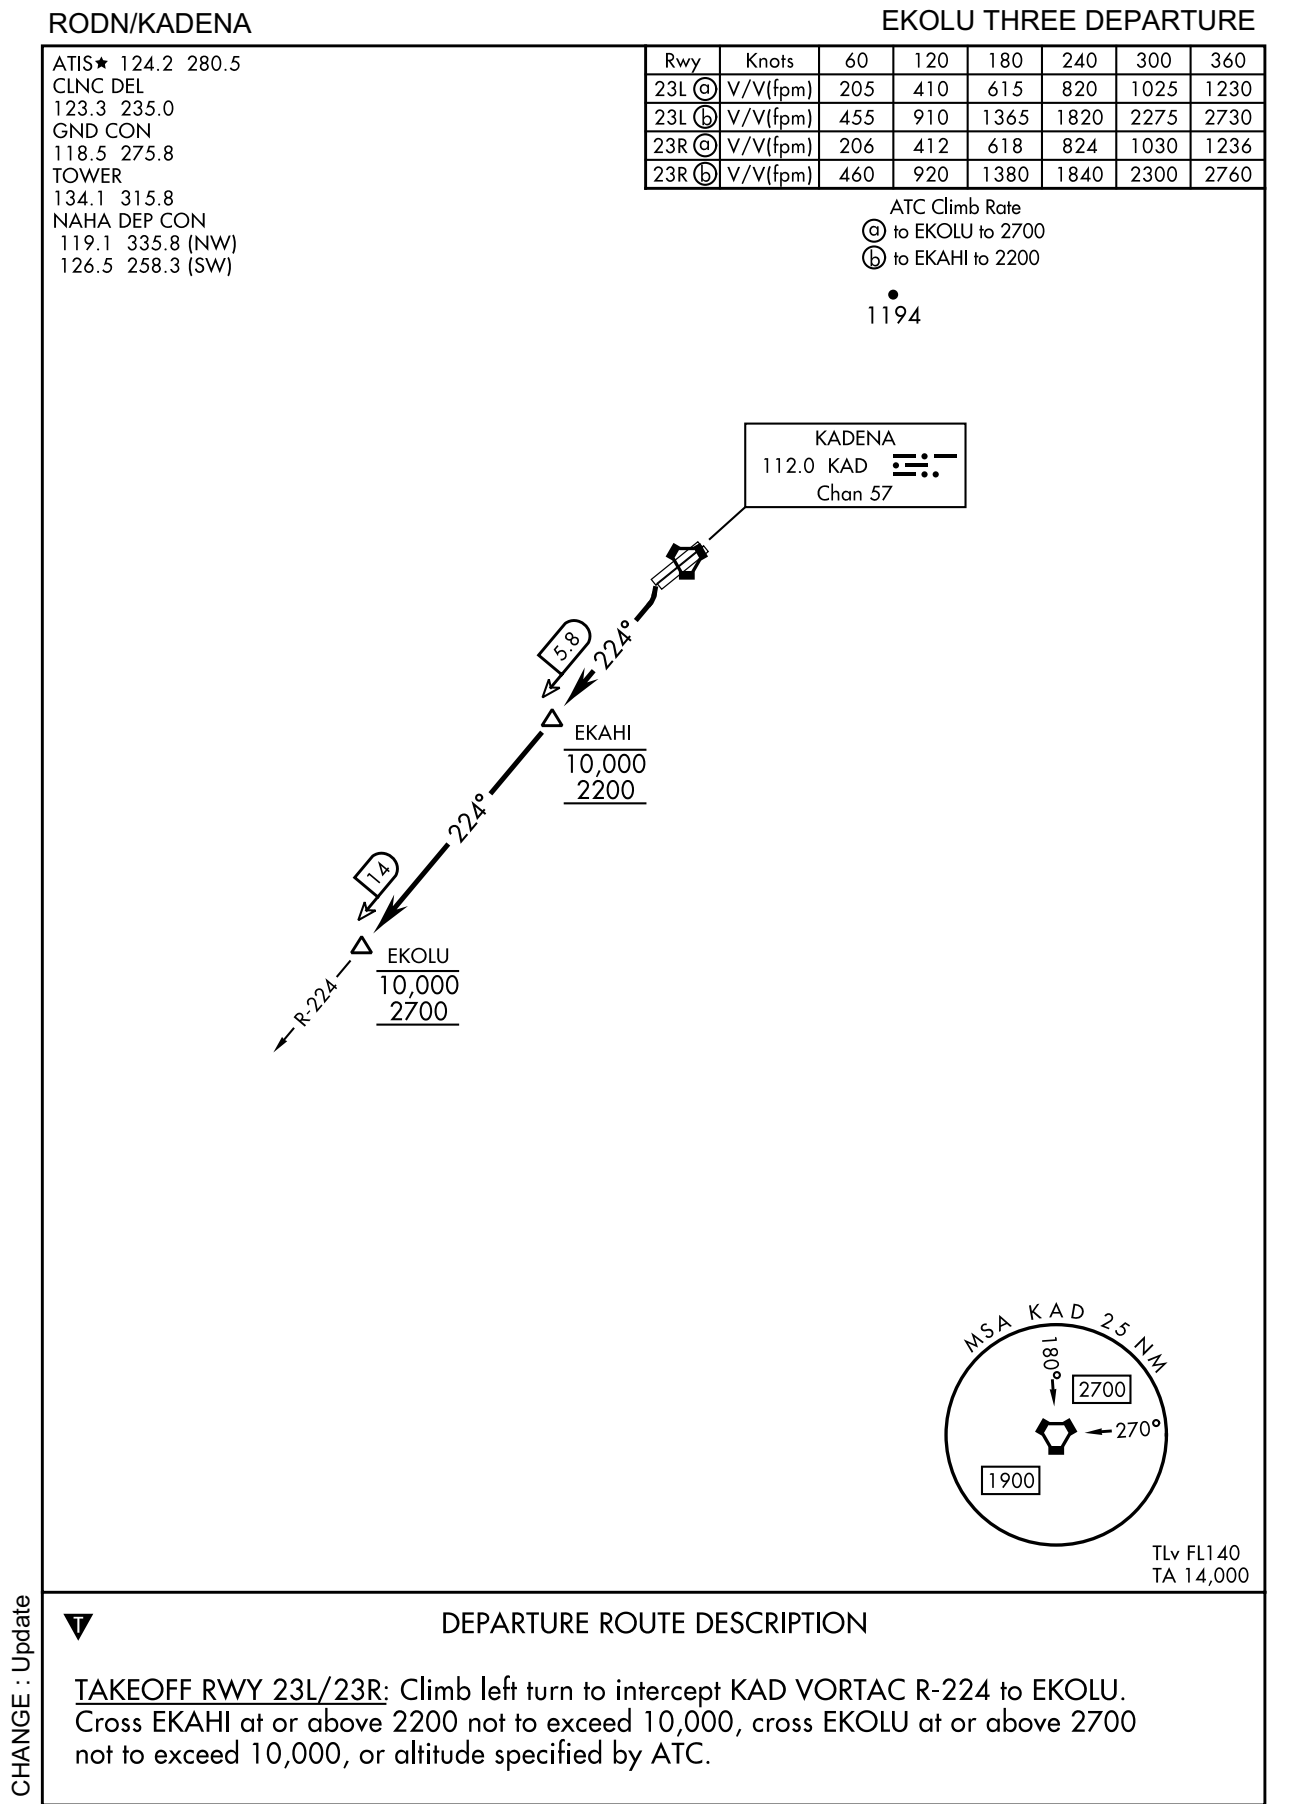 RODN/KADENA
EKOLU THREE DEPARTURE
ATIS★ 124.2 280.5
CLNC DEL
123.3 235.0
GND CON
118.5 275.8
TOWER
134.1 315.8
NAHA DEP CON
119.1 335.8 (NW)
126.5 258.3 (SW)
Rwy Knots 60 120 180 240 300 360
23L ⓐ V/V(fpm) 205 410 615 820 1025 1230
23L ⓑ V/V(fpm) 455 910 1365 1820 2275 2730
23R ⓐ V/V(fpm) 206 412 618 824 1030 1236
23R ⓑ V/V(fpm) 460 920 1380 1840 2300 2760
ATC Climb Rate
ⓐ to EKOLU to 2700
ⓑ to EKAHI to 2200
1194
KADENA
112.0 KAD
Chan 57
224°
5.8
EKAHI
10,000
2200
224°
14
EKOLU
10,000
2700
R-224
MSA KAD 25 NM
180°
2700
270°
1900
TLv FL140
TA 14,000
CHANGE : Update
T
DEPARTURE ROUTE DESCRIPTION
TAKEOFF RWY 23L/23R: Climb left turn to intercept KAD VORTAC R-224 to EKOLU.
Cross EKAHI at or above 2200 not to exceed 10,000, cross EKOLU at or above 2700
not to exceed 10,000, or altitude specified by ATC.